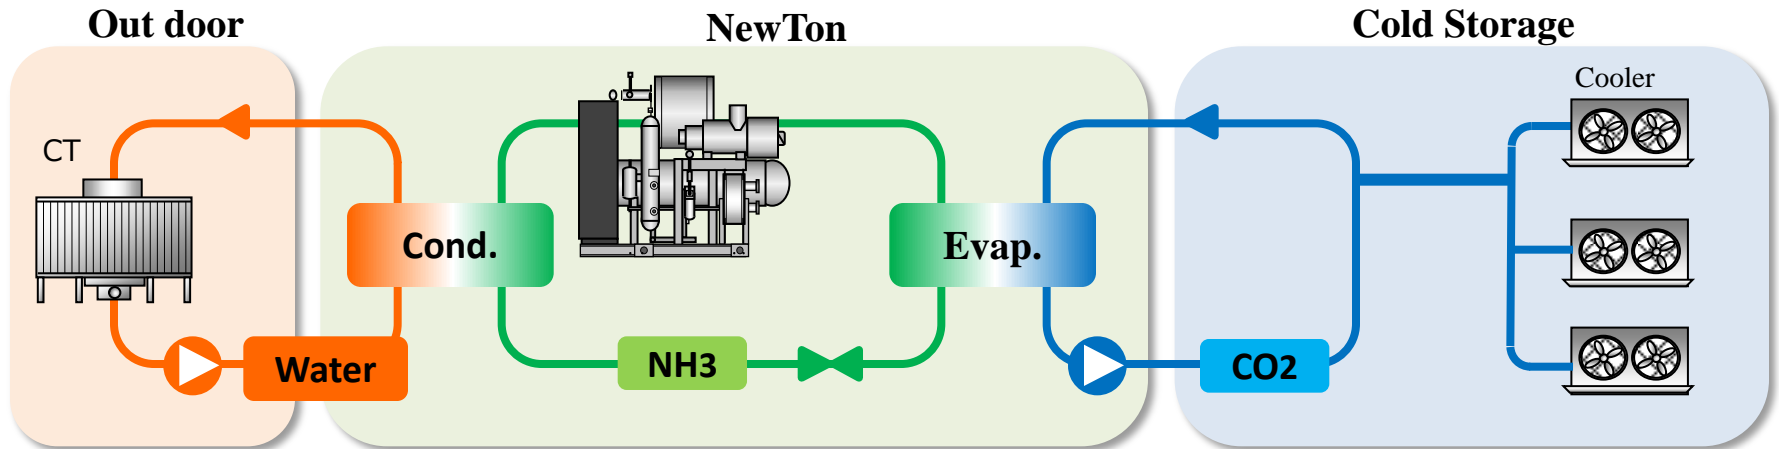 Out door
NewTon
Cold Storage
Cooler
CT
Cond.
Evap.
Water
NH3
CO2